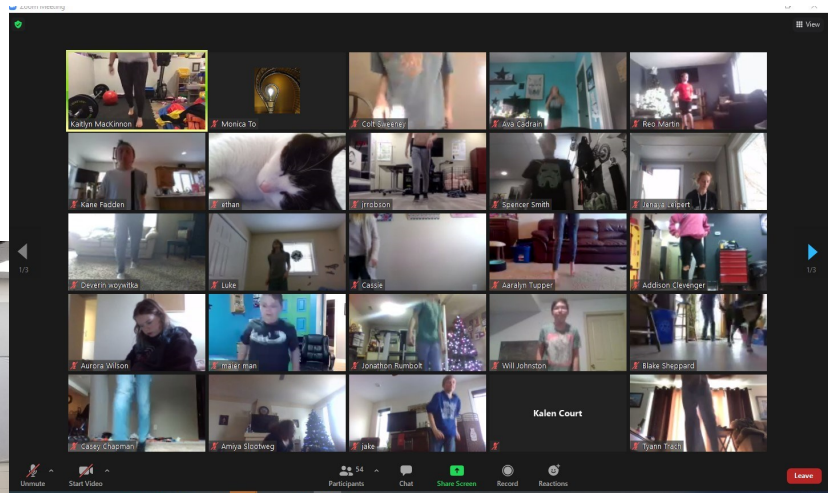 Zoom Meeting
View
Kaitlyn MacKinnon
Monica To
Colt Sweeney
Ava Cadrain
Reo Martin
Kane Fadden
ethan
jrrobson
Spencer Smith
Jenaya Leipert
Deverin woywitka
Luke
Cassie
Aaralyn Tupper
Addison Clevenger
1/3
1/3
Aurora Wilson
maier man
Jonathon Rumbolt
Will Johnston
Blake Sheppard
Casey Chapman
Amiya Slootweg
jake
Kalen Court
Tyann Trach
Unmute
Start Video
54
Participants
Chat
Share Screen
Record
Reactions
Leave